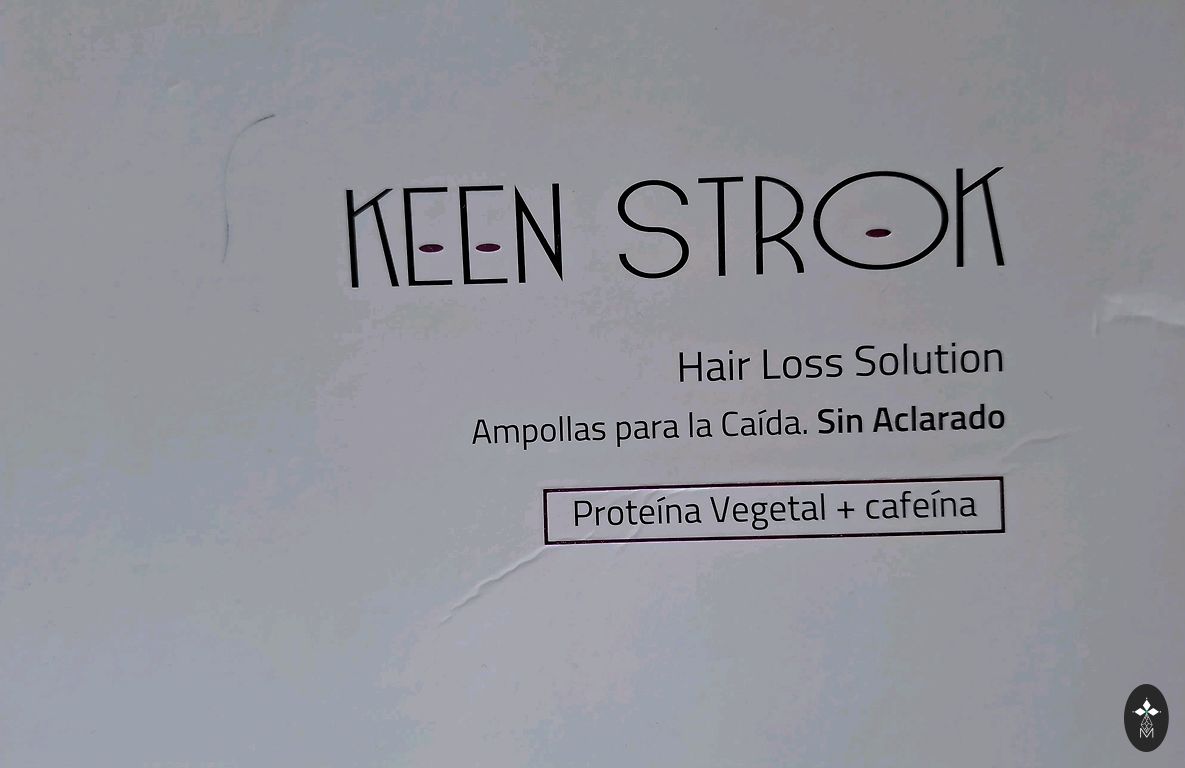 KEEN STROK
Hair Loss Solution
Ampollas para la Caída. Sin Aclarado
Proteína Vegetal + cafeína